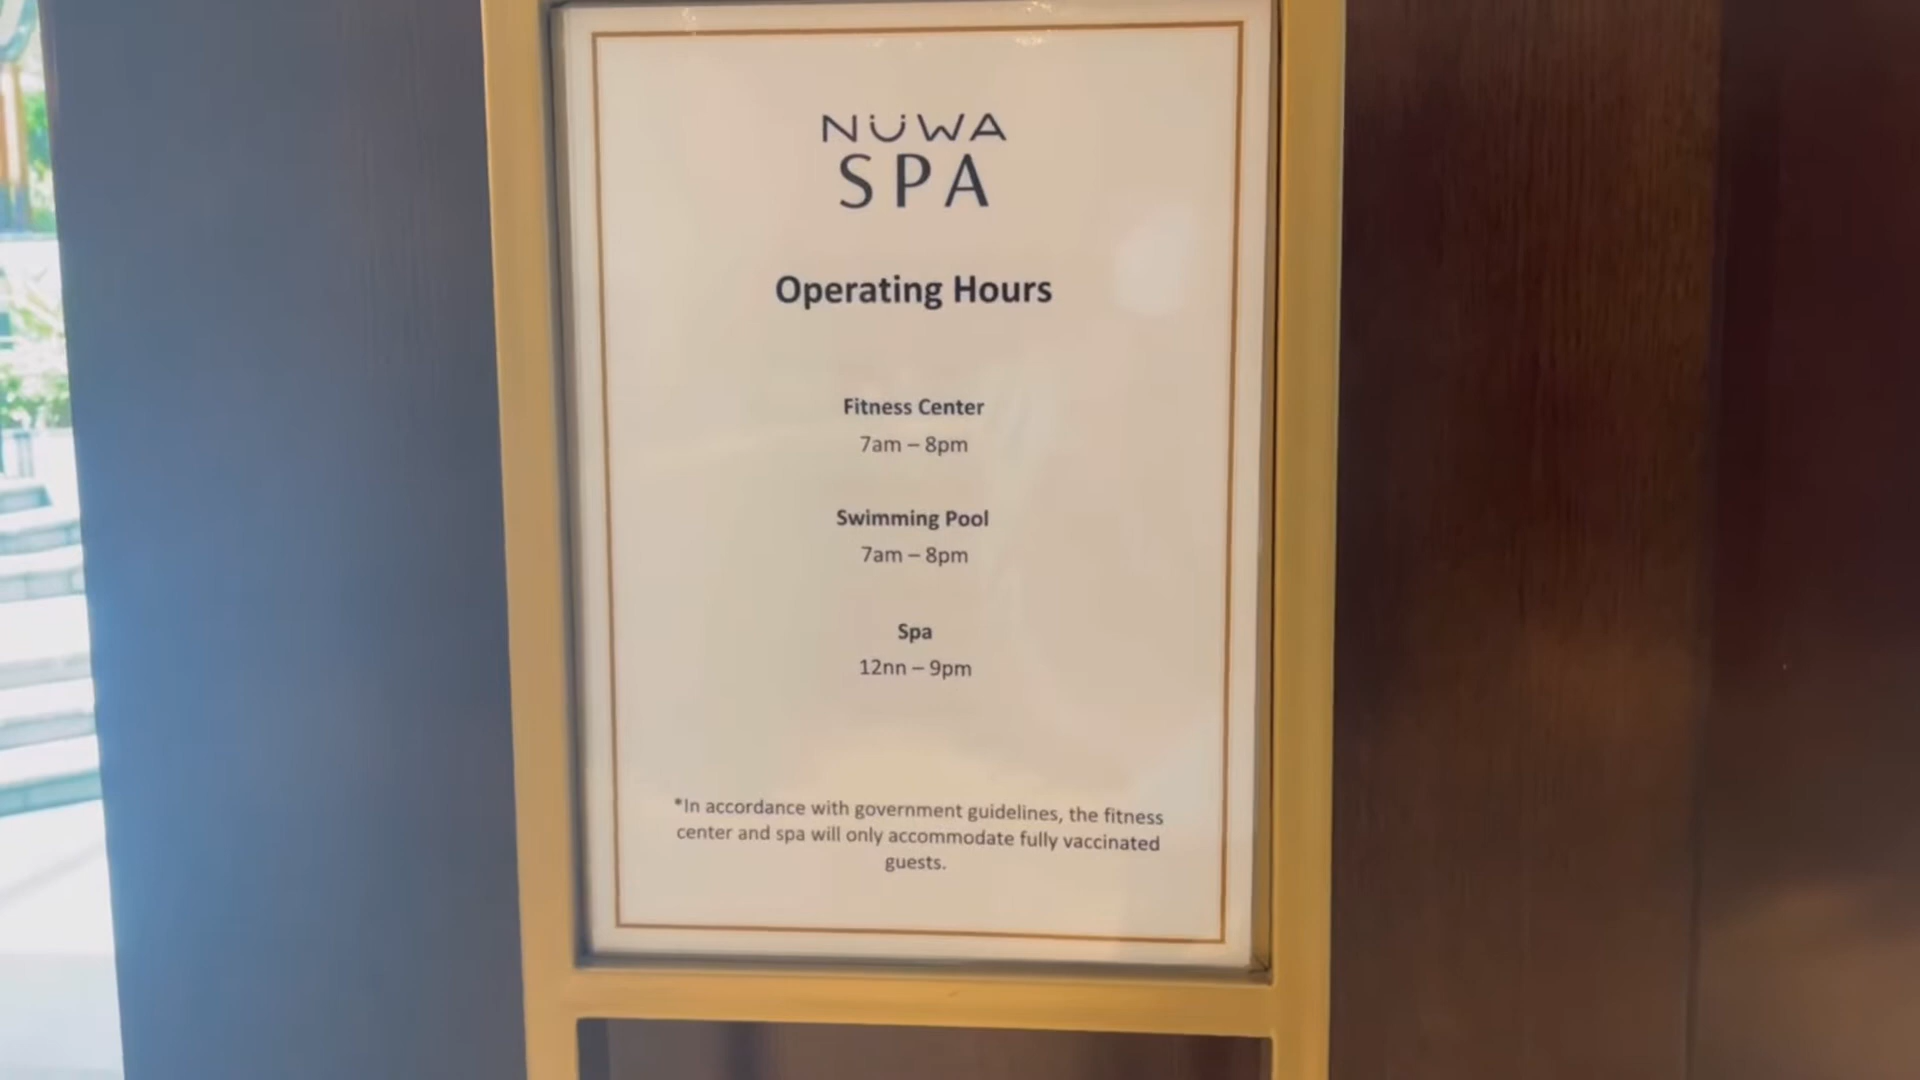 NÜWA
SPA
Operating Hours
Fitness Center
7am – 8pm
Swimming Pool
7am – 8pm
Spa
12nn – 9pm
*In accordance with government guidelines, the fitness
center and spa will only accommodate fully vaccinated
guests.